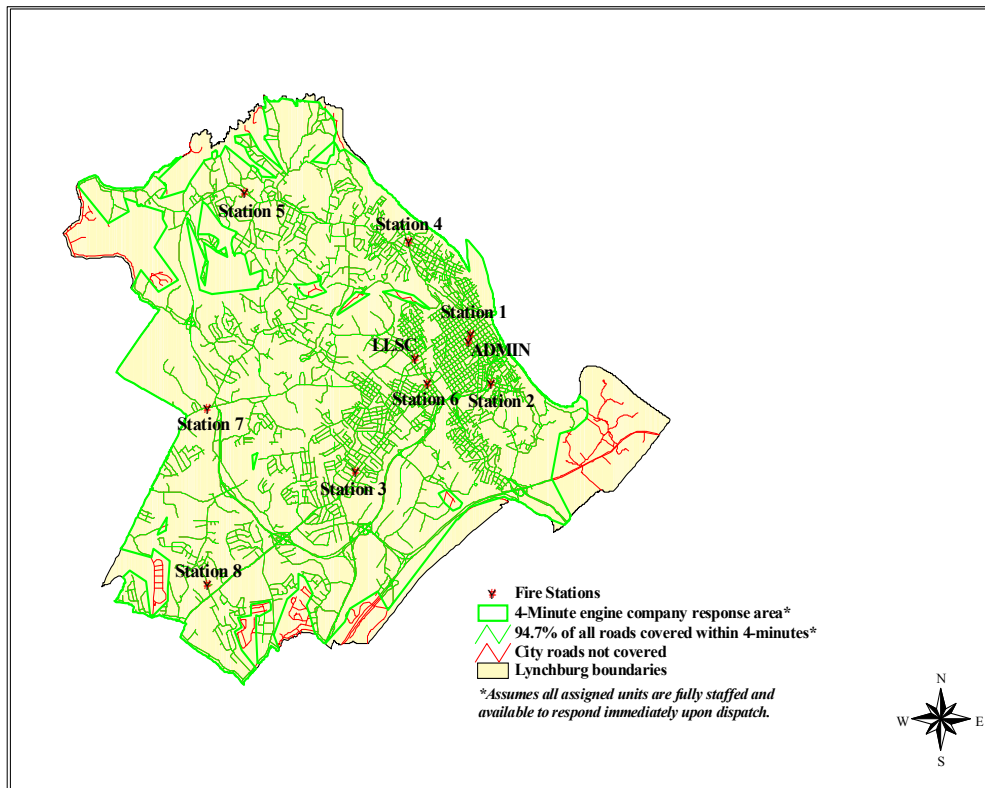 Station 5
Station 4
Station 1
LLSC
ADMIN
Station 6
Station 2
Station 7
Station 3
Station 8
Fire Stations
4-Minute engine company response area*
94.7% of all roads covered within 4-minutes*
City roads not covered
Lynchburg boundaries
*Assumes all assigned units are fully staffed and
available to respond immediately upon dispatch.
N
W E
S